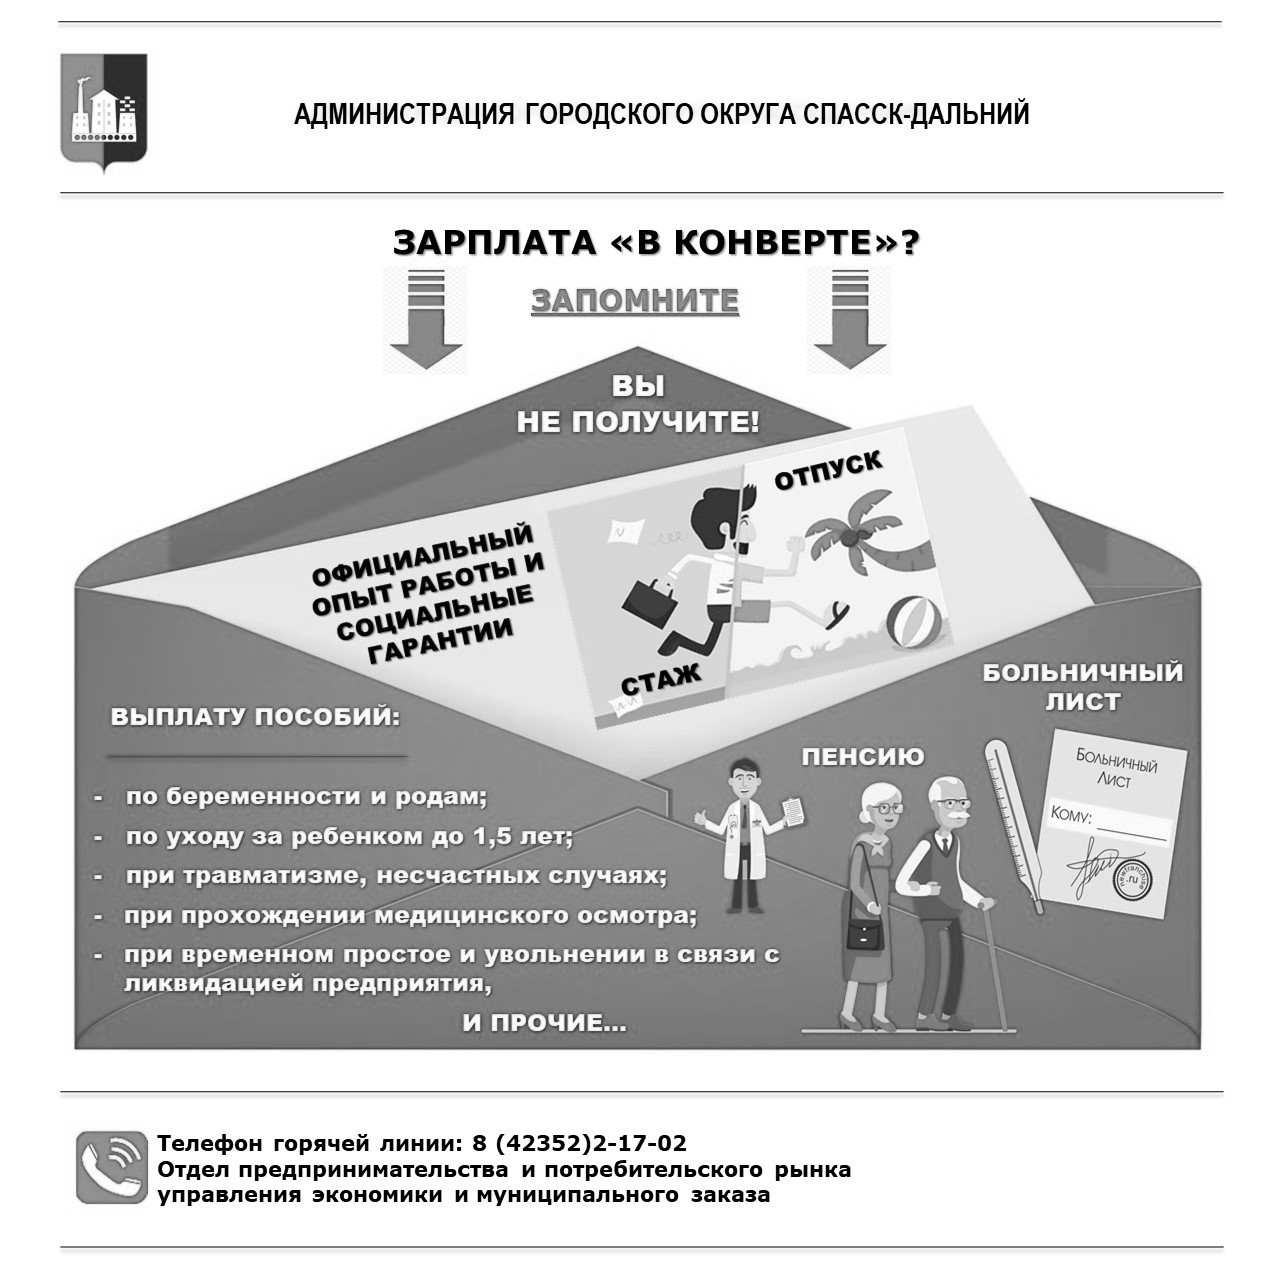 АДМИНИСТРАЦИЯ ГОРОДСКОГО ОКРУГА СПАССК-ДАЛЬНИЙ
ЗАРПЛАТА «В КОНВЕРТЕ»?
ЗАПОМНИТЕ
ВЫ
НЕ ПОЛУЧИТЕ!
ОТПУСК
ОФИЦИАЛЬНЫЙ
ОПЫТ РАБОТЫ И
СОЦИАЛЬНЫЕ
ГАРАНТИИ
СТАЖ
БОЛЬНИЧНЫЙ
ЛИСТ
ВЫПЛАТУ ПОСОБИЙ:
ПЕНСИЮ
Больничный
Лист
Кому:
newfranchise
.ru
- по беременности и родам;
- по уходу за ребенком до 1,5 лет;
- при травматизме, несчастных случаях;
- при прохождении медицинского осмотра;
- при временном простое и увольнении в связи с
ликвидацией предприятия,
И ПРОЧИЕ...
Телефон горячей линии: 8 (42352)2-17-02
Отдел предпринимательства и потребительского рынка
управления экономики и муниципального заказа